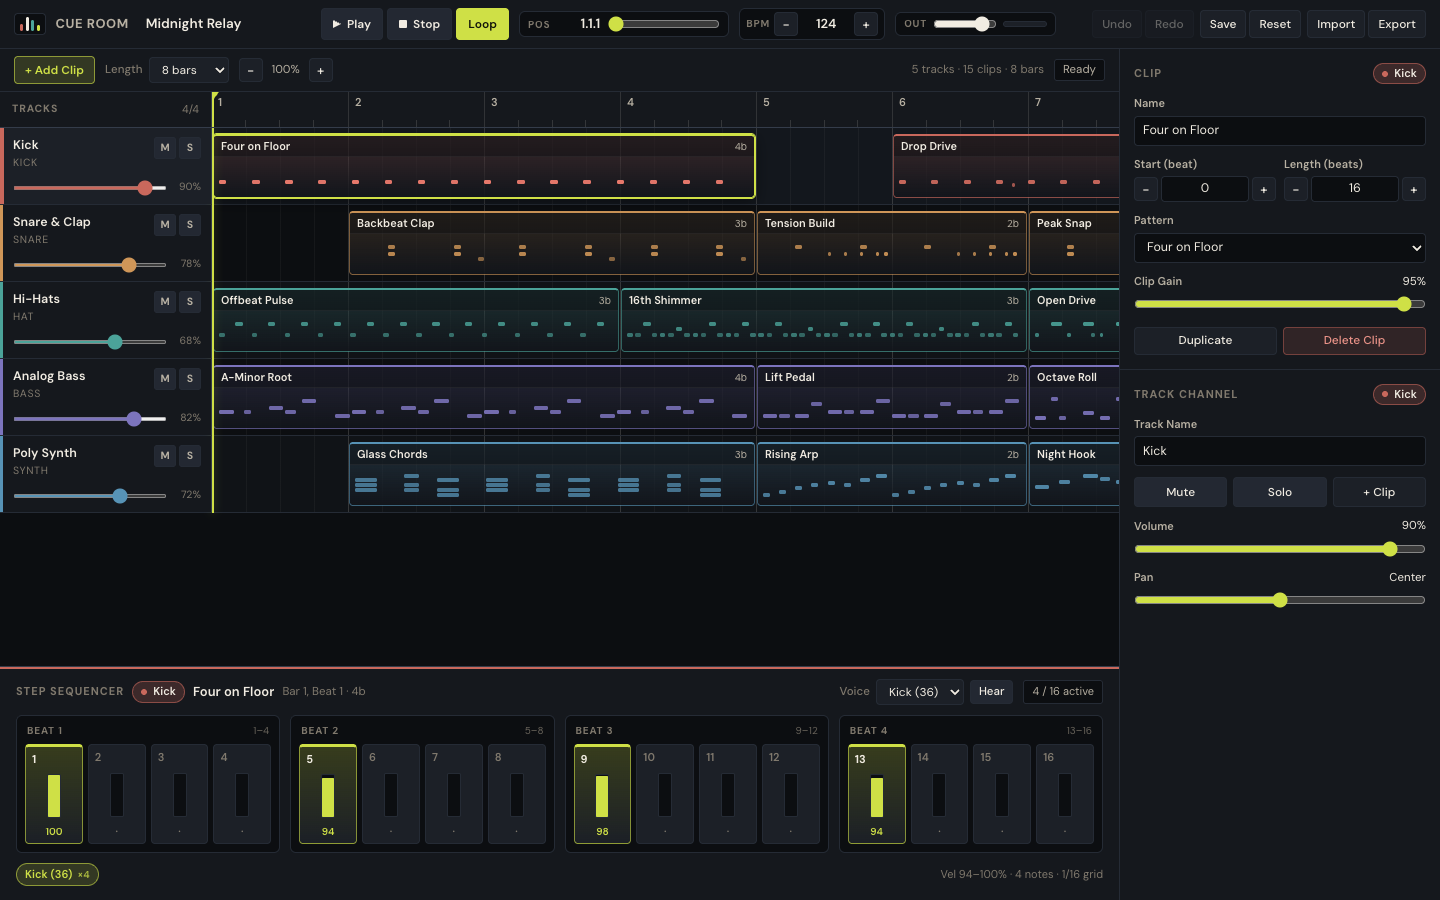 CUE ROOM Midnight Relay Play Stop Loop POS 1.1.1 BPM - 124 + OUT Undo Redo Save Reset Import Export
+ Add Clip Length 8 bars - 100% + 5 tracks · 15 clips · 8 bars Ready
TRACKS 4/4 1 2 3 4 5 6 7
Kick M S
KICK
90%
Four on Floor 4b Drop Drive
Snare & Clap M S
SNARE
78%
Backbeat Clap 3b Tension Build 2b Peak Snap
Hi-Hats M S
HAT
68%
Offbeat Pulse 3b 16th Shimmer 3b Open Drive
Analog Bass M S
BASS
82%
A-Minor Root 4b Lift Pedal 2b Octave Roll
Poly Synth M S
SYNTH
72%
Glass Chords 3b Rising Arp 2b Night Hook
CLIP Kick
Name
Four on Floor
Start (beat) Length (beats)
- 0 + - 16 +
Pattern
Four on Floor
Clip Gain 95%
Duplicate Delete Clip
TRACK CHANNEL Kick
Track Name
Kick
Mute Solo + Clip
Volume 90%
Pan Center
STEP SEQUENCER Kick Four on Floor Bar 1, Beat 1 · 4b Voice Kick (36) Hear 4 / 16 active
BEAT 1 1–4 BEAT 2 5–8 BEAT 3 9–12 BEAT 4 13–16
1 2 3 4 5 6 7 8 9 10 11 12 13 14 15 16
100 · · · 94 · · · 98 · · · 94 · · ·
Kick (36) ×4 Vel 94–100% · 4 notes · 1/16 grid